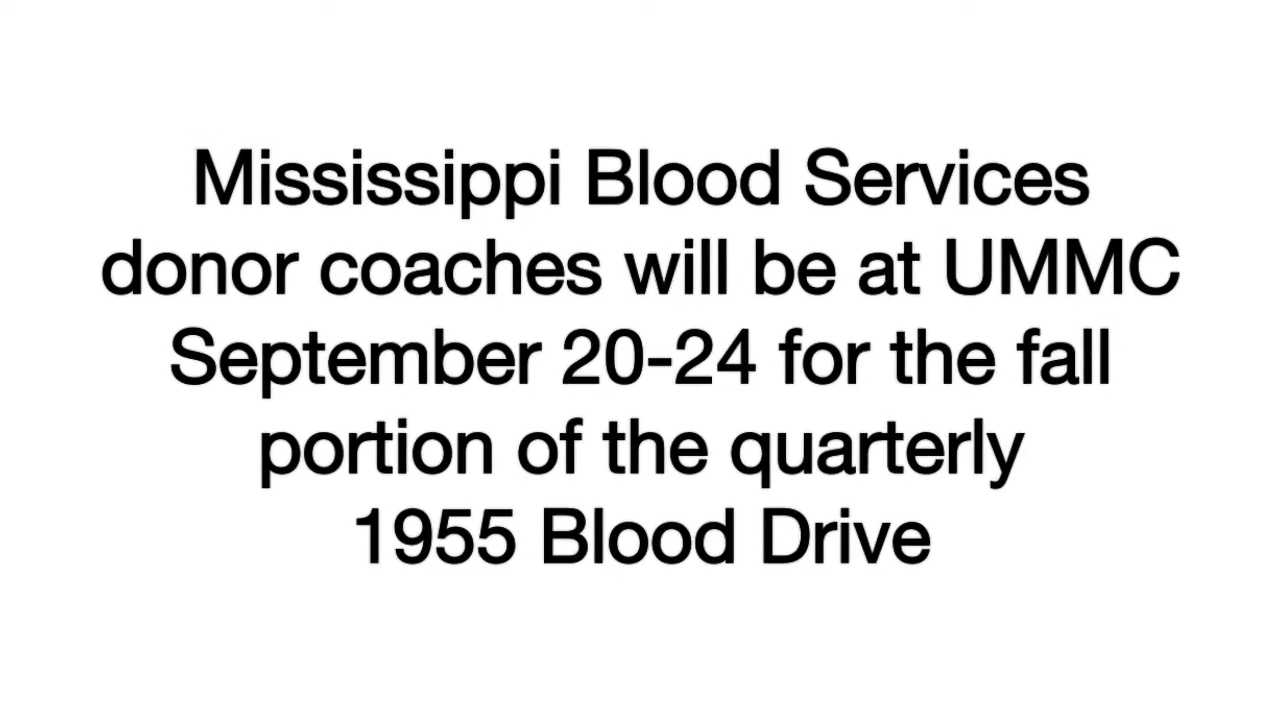 Mississippi Blood Services
donor coaches will be at UMMC
September 20-24 for the fall
portion of the quarterly
1955 Blood Drive